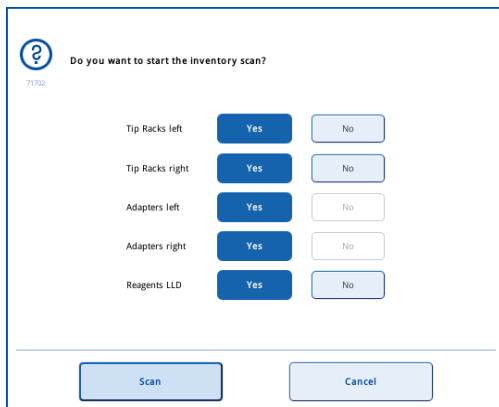 Do you want to start the inventory scan?
71702
Tip Racks left Yes No
Tip Racks right Yes No
Adapters left Yes No
Adapters right Yes No
Reagents LLD Yes No
Scan Cancel